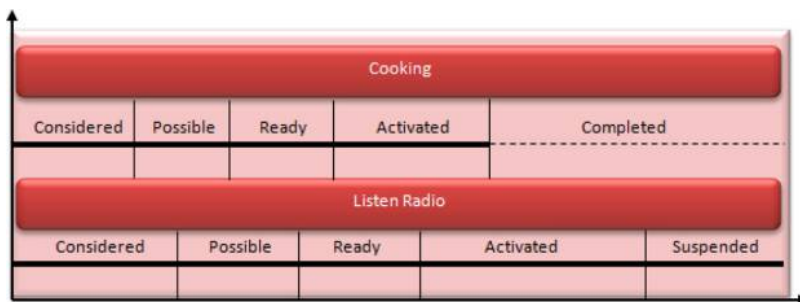 Cooking
Considered Possible Ready Activated Completed
Listen Radio
Considered Possible Ready Activated Suspended